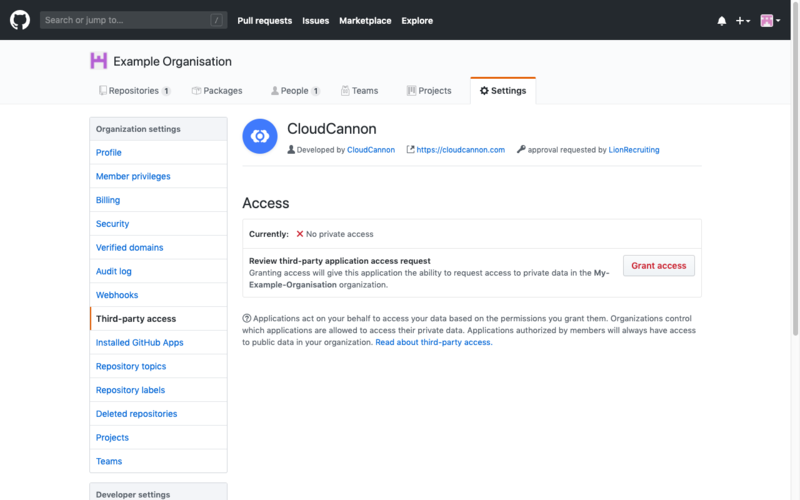 Search or jump to...
/
Pull requests
Issues
Marketplace
Explore
Example Organisation
Repositories 1
Packages
People 1
Teams
Projects
Settings
Organization settings
Profile
Member privileges
Billing
Security
Verified domains
Audit log
Webhooks
Third-party access
Installed GitHub Apps
Repository topics
Repository labels
Deleted repositories
Projects
Teams
Developer settings
CloudCannon
Developed by CloudCannon
https://cloudcannon.com
approval requested by LionRecruiting
Access
Currently: No private access
Review third-party application access request
Granting access will give this application the ability to request access to private data in the My-
Example-Organisation organization.
Grant access
Applications act on your behalf to access your data based on the permissions you grant them. Organizations control
which applications are allowed to access their private data. Applications authorized by members will always have access
to public data in your organization. Read about third-party access.